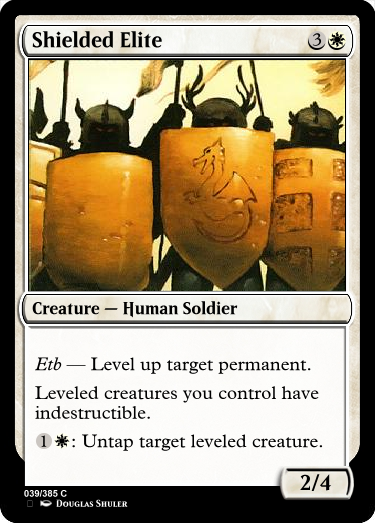 Shielded Elite 3
Creature — Human Soldier
Etb — Level up target permanent.
Leveled creatures you control have
indestructible.
1 : Untap target leveled creature.
2/4
039/385 C
Douglas Shuler